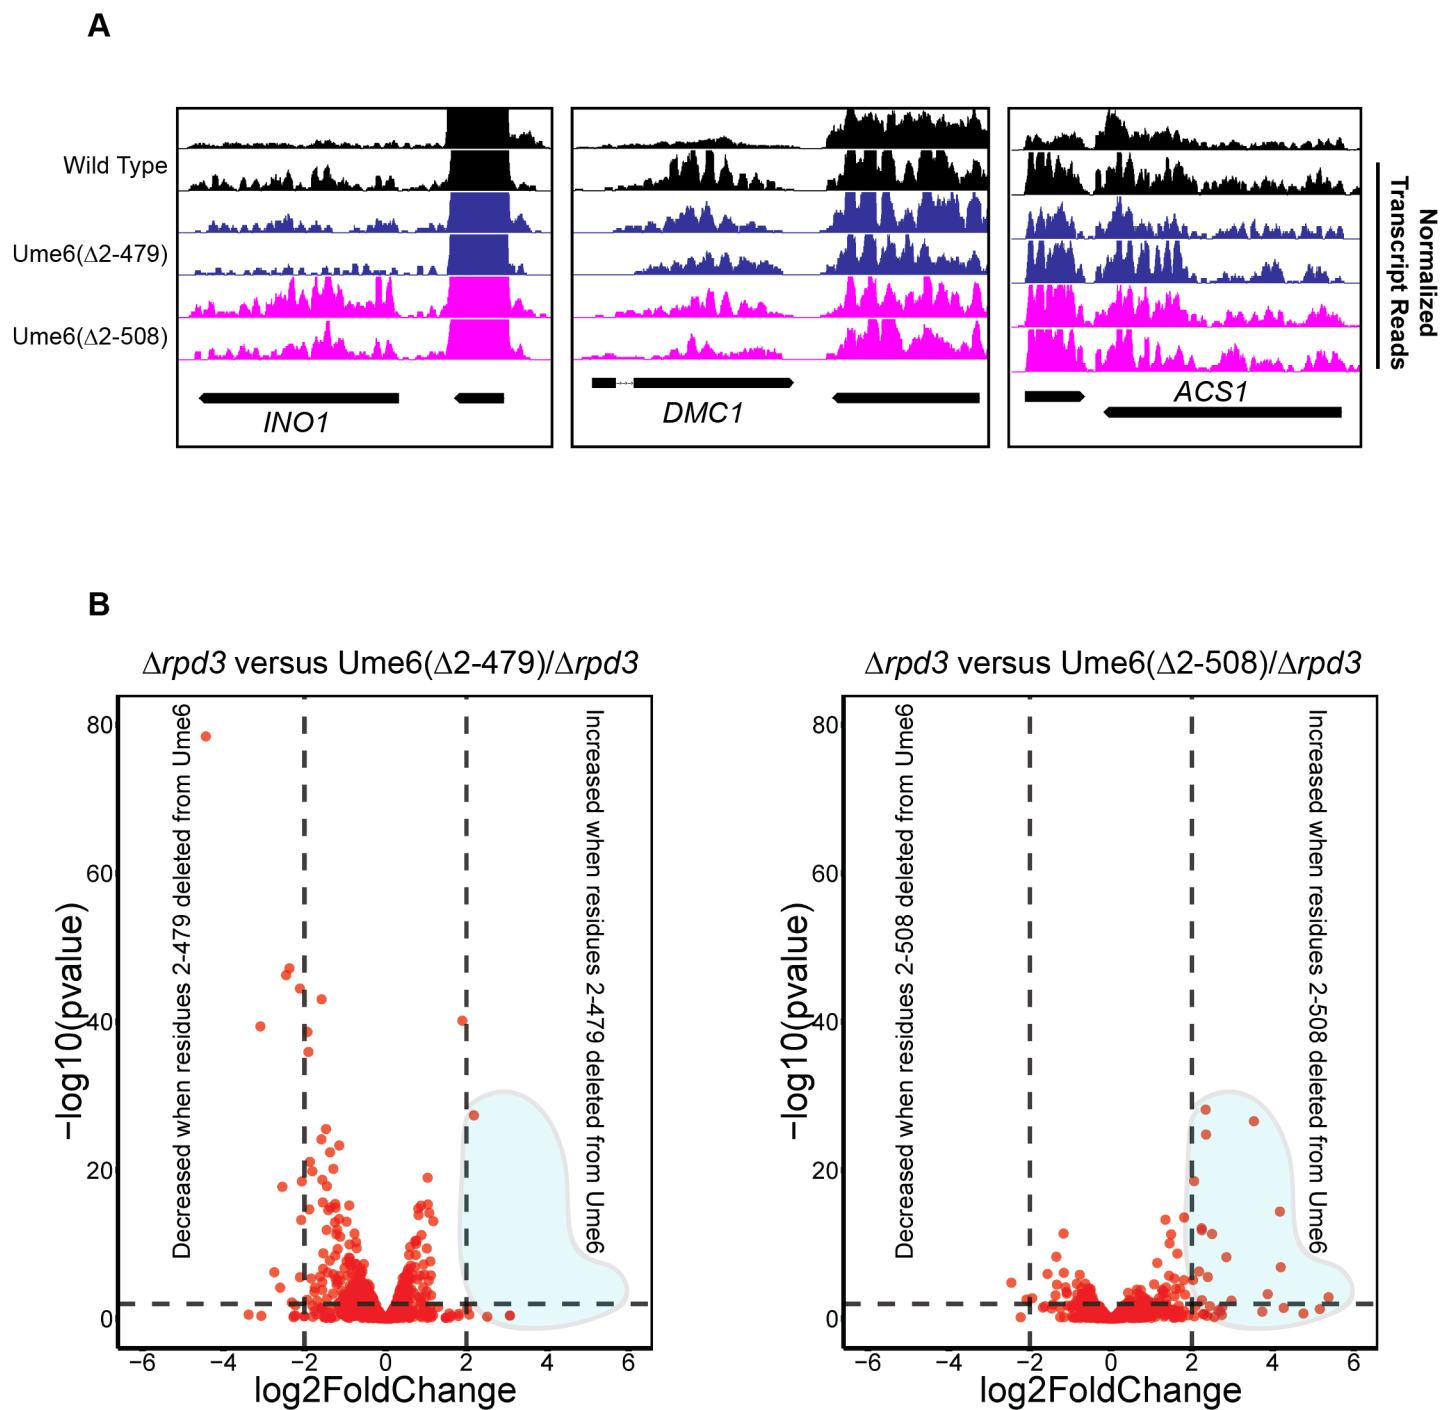 A
Wild Type
Ume6(Δ2-479)
Ume6(Δ2-508)
INO1
DMC1
ACS1
Normalized
Transcript Reads
B
Δrpd3 versus Ume6(Δ2-479)/Δrpd3
Decreased when residues 2-479 deleted from Ume6
Increased when residues 2-479 deleted from Ume6
−log10(pvalue)
80
60
40
20
0
−6 −4 −2 0 2 4 6
log2FoldChange
Δrpd3 versus Ume6(Δ2-508)/Δrpd3
Decreased when residues 2-508 deleted from Ume6
Increased when residues 2-508 deleted from Ume6
−log10(pvalue)
80
60
40
20
0
−6 −4 −2 0 2 4 6
log2FoldChange